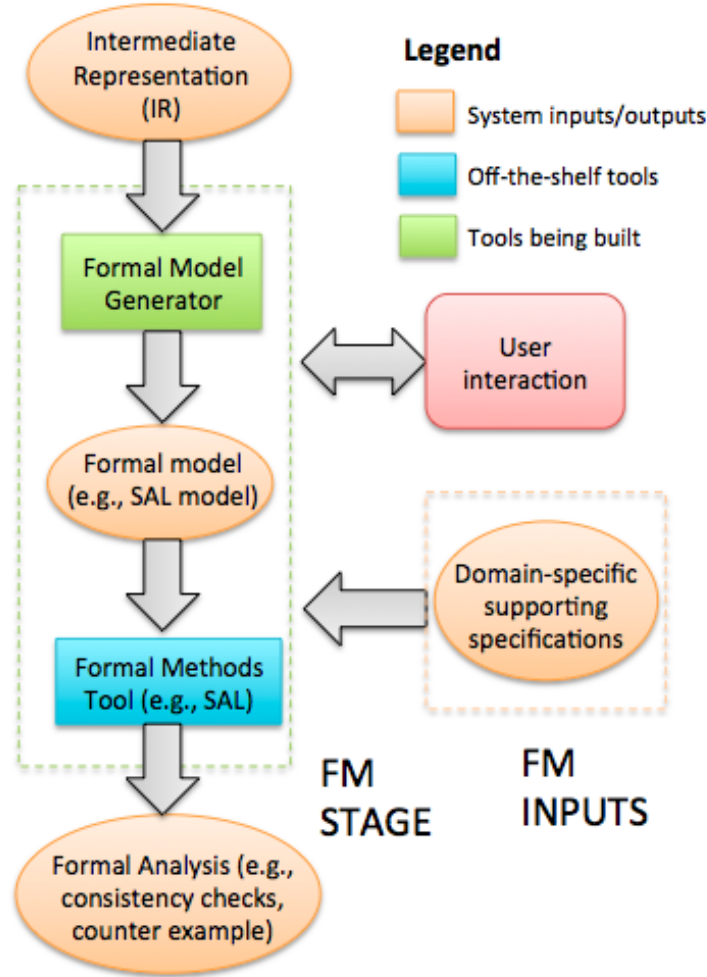 Intermediate
Representation
(IR)
Legend
System inputs/outputs
Off-the-shelf tools
Tools being built
Formal Model
Generator
User
interaction
Formal model
(e.g., SAL model)
Domain-specific
supporting
specifications
Formal Methods
Tool (e.g., SAL)
FM
STAGE
FM
INPUTS
Formal Analysis (e.g.,
consistency checks,
counter example)